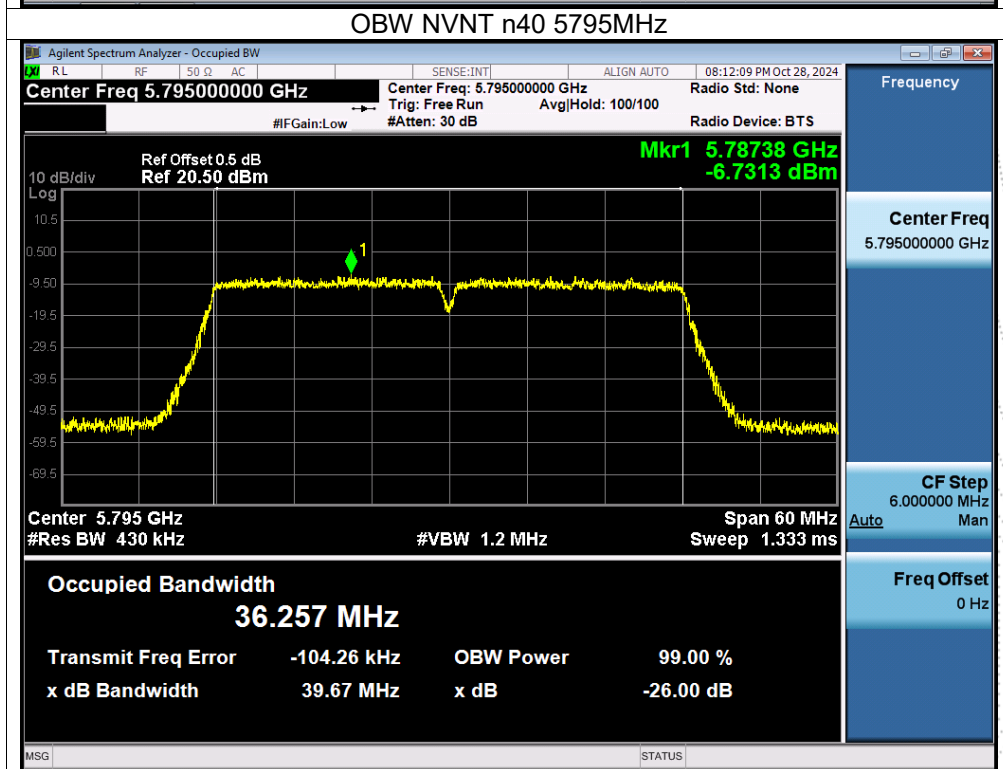 OBW NVNT n40 5795MHz
Agilent Spectrum Analyzer - Occupied BW
LXI RL RF 50 Ω AC SENSE:INT ALIGN AUTO 08:12:09 PM Oct 28, 2024
Center Freq 5.795000000 GHz
Center Freq: 5.795000000 GHz Radio Std: None
Trig: Free Run Avg|Hold: 100/100
#IFGain:Low #Atten: 30 dB Radio Device: BTS
Frequency
Mkr1 5.78738 GHz
-6.7313 dBm
Ref Offset 0.5 dB
10 dB/div Ref 20.50 dBm
Log
10.5
0.500
-9.50
-19.5
-29.5
-39.5
-49.5
-59.5
-69.5
1
Center Freq
5.795000000 GHz
Center 5.795 GHz Span 60 MHz
#Res BW 430 kHz #VBW 1.2 MHz Sweep 1.333 ms
CF Step
6.000000 MHz
Auto Man
Freq Offset
0 Hz
Occupied Bandwidth
36.257 MHz
Transmit Freq Error -104.26 kHz OBW Power 99.00 %
x dB Bandwidth 39.67 MHz x dB -26.00 dB
MSG STATUS